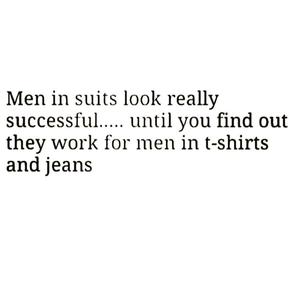 Men in suits look really
successful..... until you find out
they work for men in t-shirts
and jeans